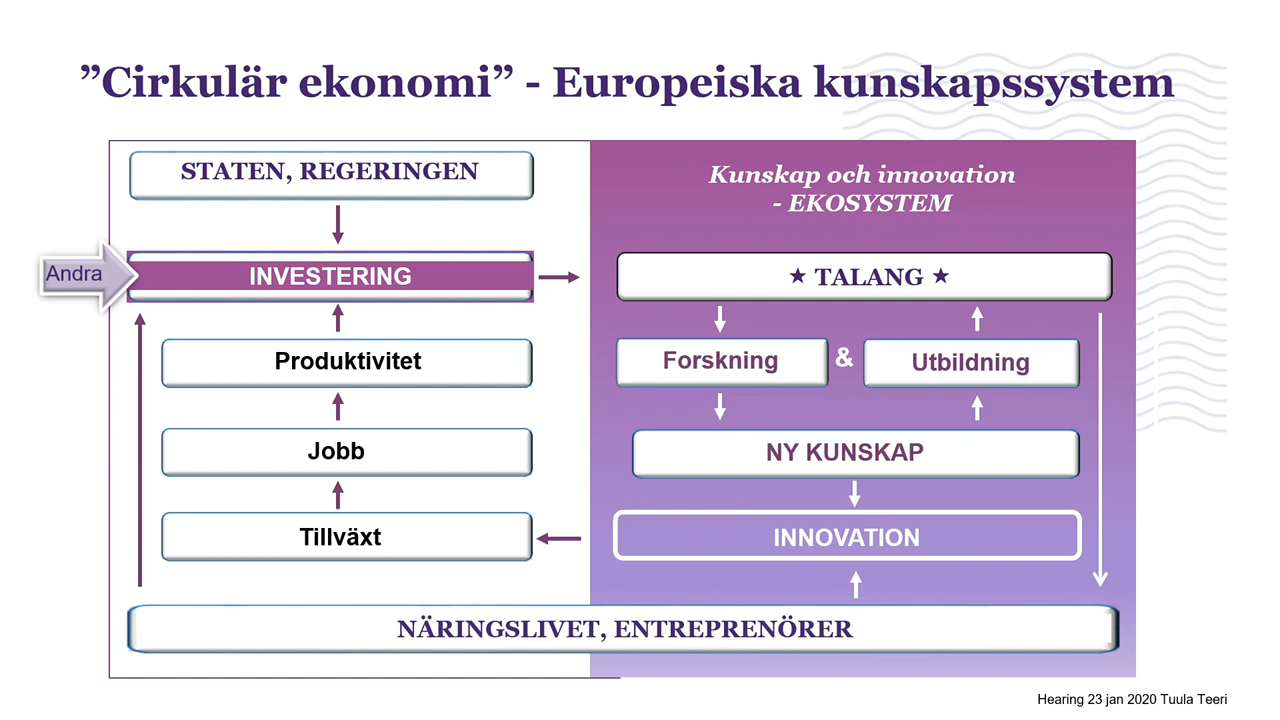 ”Cirkulär ekonomi” - Europeiska kunskapssystem
STATEN, REGERINGEN
Andra
INVESTERING
Produktivitet
Jobb
Tillväxt
Kunskap och innovation
- EKOSYSTEM
★ TALANG ★
Forskning & Utbildning
NY KUNSKAP
INNOVATION
NÄRINGSLIVET, ENTREPRENÖRER
Hearing 23 jan 2020 Tuula Teeri